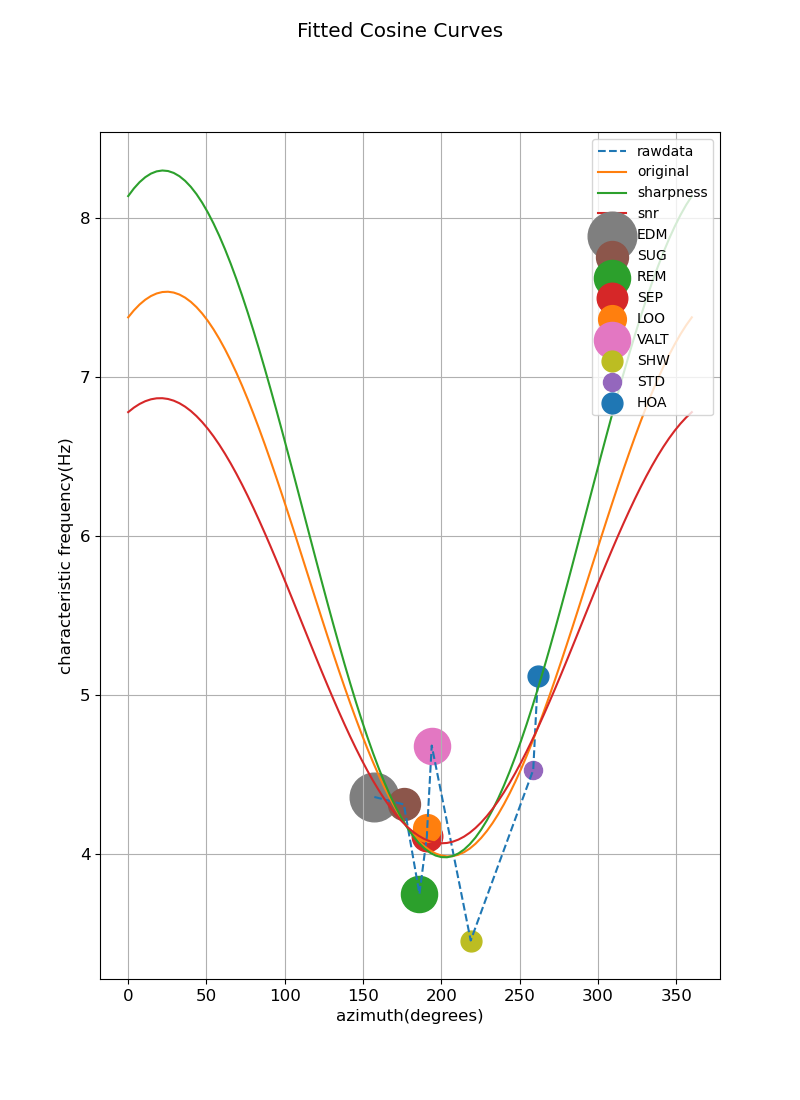 Fitted Cosine Curves
rawdata
original
sharpness
snr
EDM
SUG
REM
SEP
LOO
VALT
SHW
STD
HOA
8
7
6
5
4
characteristic frequency(Hz)
0 50 100 150 200 250 300 350
azimuth(degrees)